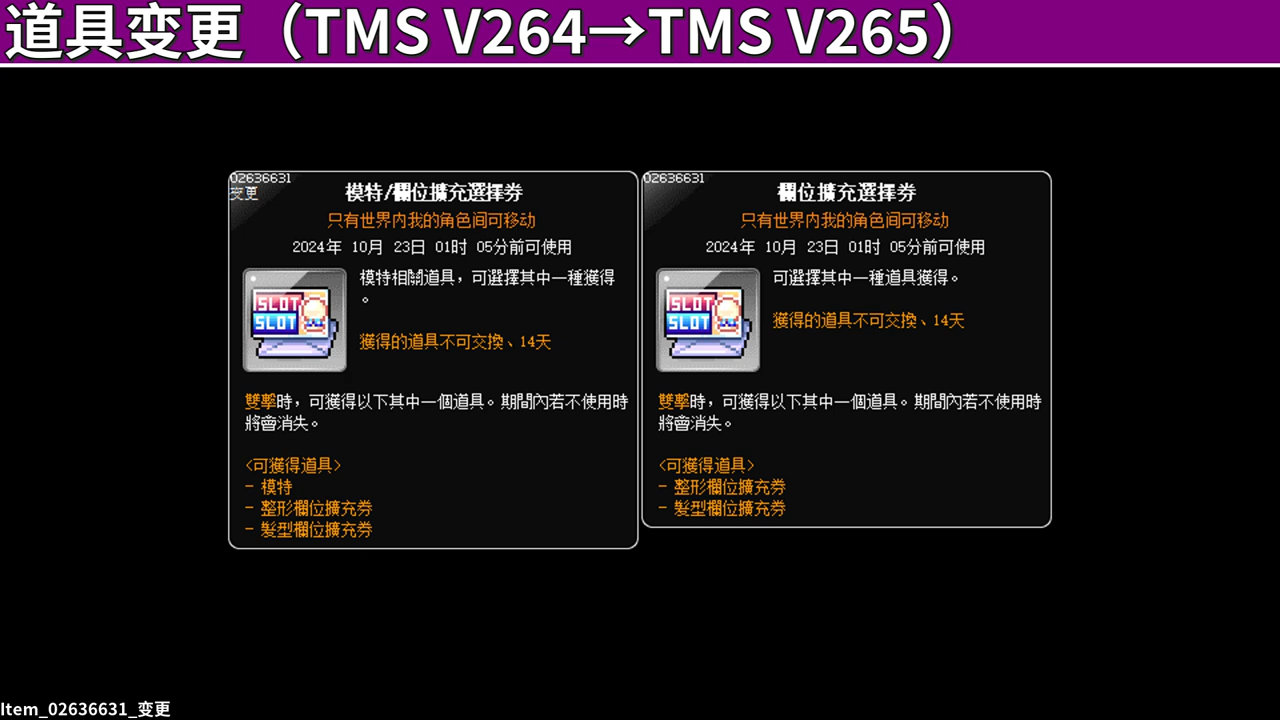 道具变更（TMS V264→TMS V265）
02636631
变更
模特/欄位擴充選擇券
只有世界内我的角色间可移动
2024年 10月 23日 01时 05分前可使用
SLOT
SLOT
模特相關道具，可選擇其中一種獲得
。
獲得的道具不可交換、14天
雙擊時，可獲得以下其中一個道具。期間內若不使用時
將會消失。
<可獲得道具>
- 模特
- 整形欄位擴充券
- 髮型欄位擴充券
02636631
欄位擴充選擇券
只有世界内我的角色间可移动
2024年 10月 23日 01时 05分前可使用
SLOT
SLOT
可選擇其中一種道具獲得。
獲得的道具不可交換、14天
雙擊時，可獲得以下其中一個道具。期間內若不使用時
將會消失。
<可獲得道具>
- 整形欄位擴充券
- 髮型欄位擴充券
Item_02636631_变更